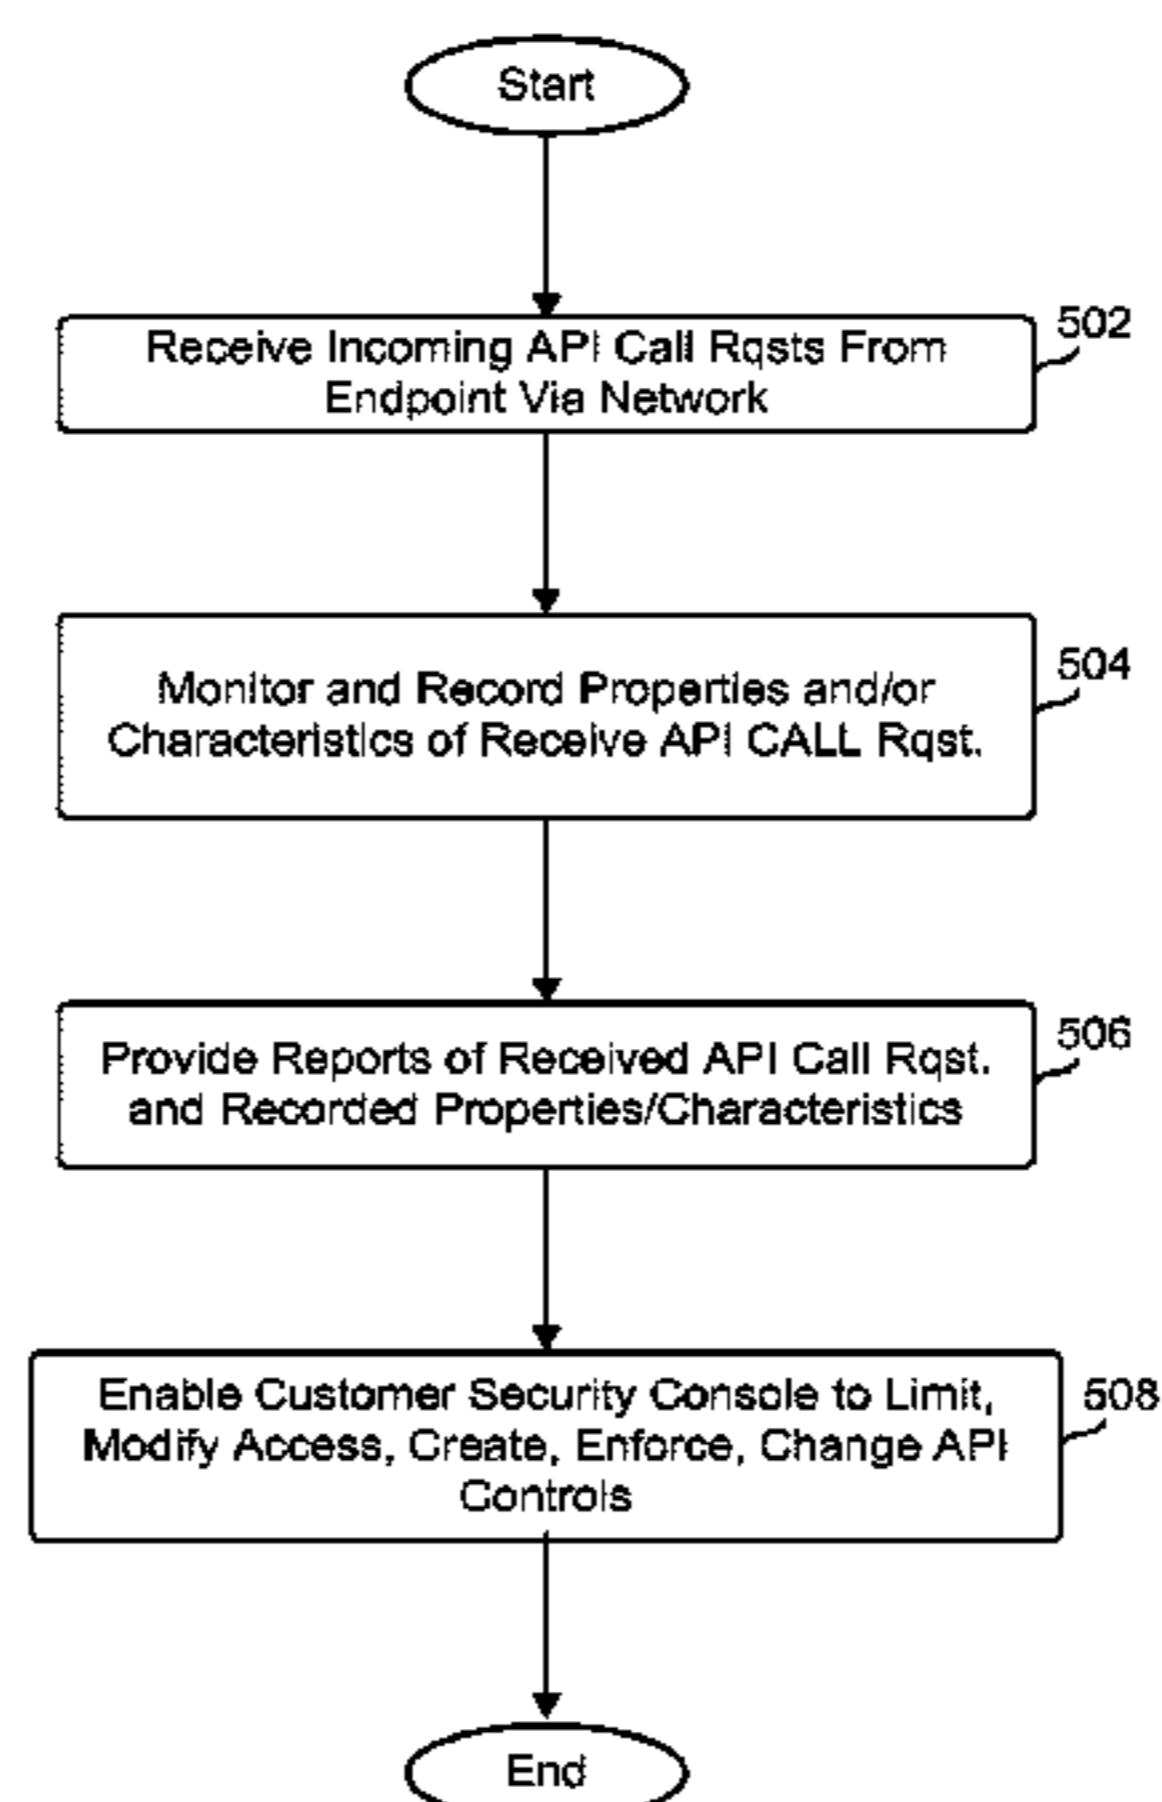 Start
Receive Incoming API Call Rqsts From
Endpoint Via Network
502
Monitor and Record Properties and/or
Characteristics of Receive API CALL Rqst.
504
Provide Reports of Received API Call Rqst.
and Recorded Properties/Characteristics
506
Enable Customer Security Console to Limit,
Modify Access, Create, Enforce, Change API
Controls
508
End